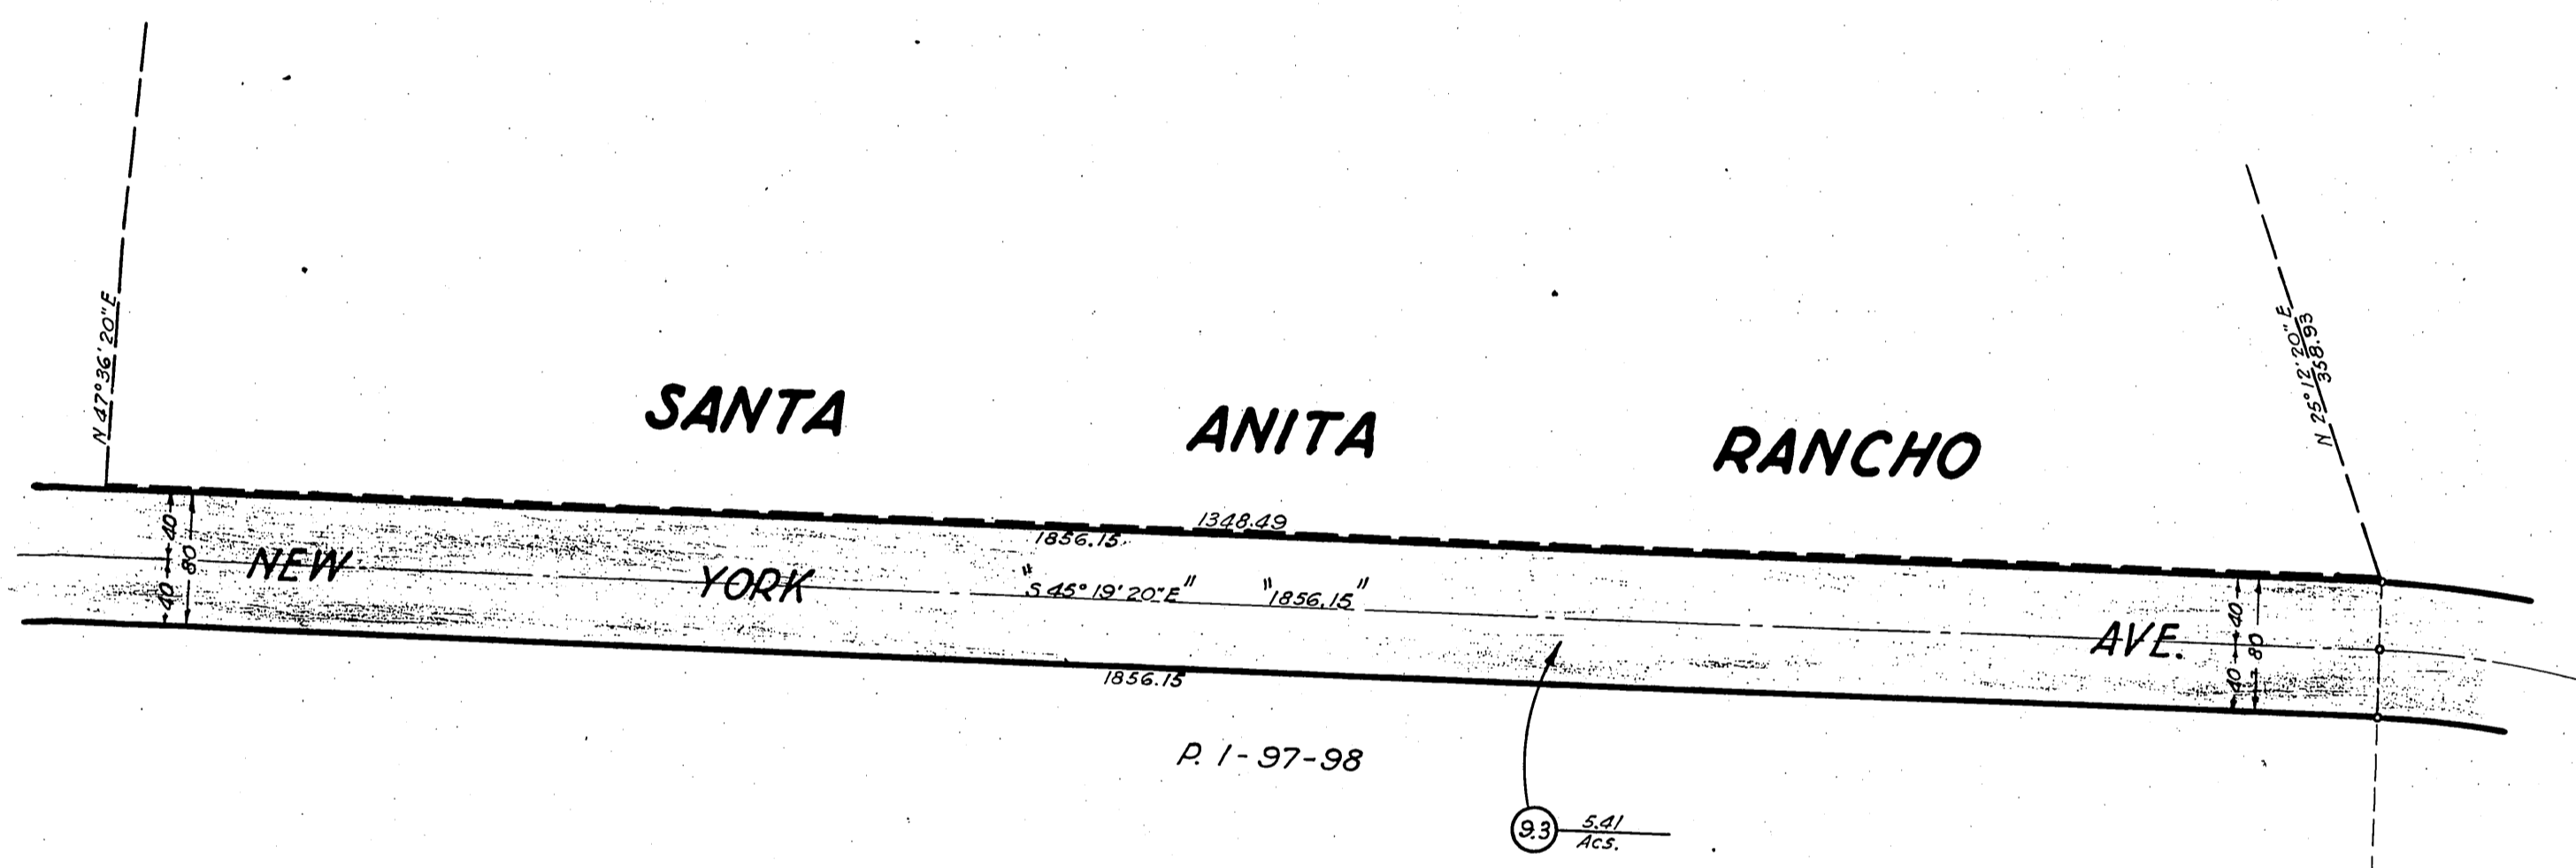 N 47° 36' 20" E
N 25° 12' 20" E
358.93
SANTA ANITA RANCHO
1348.49
1856.15
40
40
80
NEW YORK AVE.
"S 45° 19' 20" E" "1856.15"
40
40
80
1856.15
P. 1-97-98
9.3 5.41
Acs.